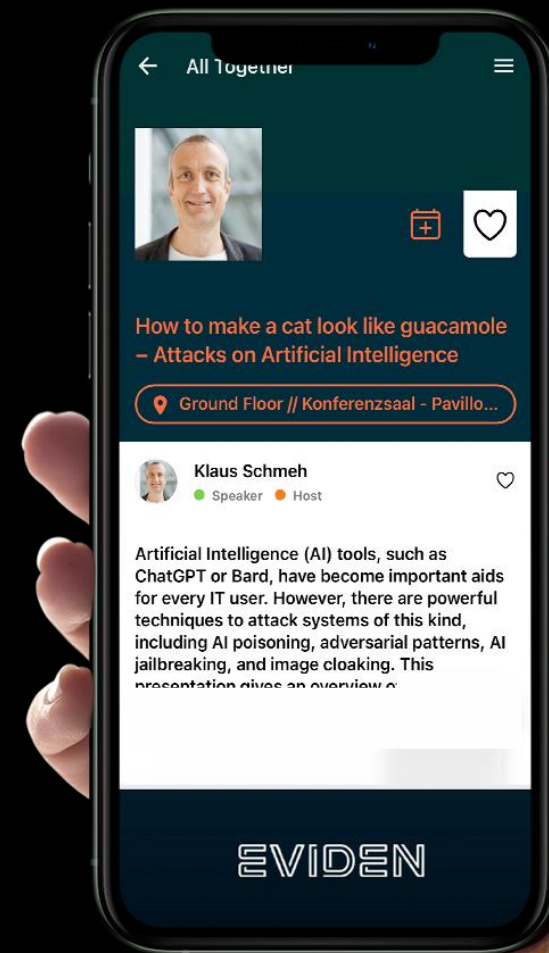 All Together
How to make a cat look like guacamole
– Attacks on Artificial Intelligence
Ground Floor // Konferenzsaal - Pavillo...
Klaus Schmeh
Speaker Host
Artificial Intelligence (AI) tools, such as
ChatGPT or Bard, have become important aids
for every IT user. However, there are powerful
techniques to attack systems of this kind,
including AI poisoning, adversarial patterns, AI
jailbreaking, and image cloaking. This
presentation gives an overview
EVIDEN